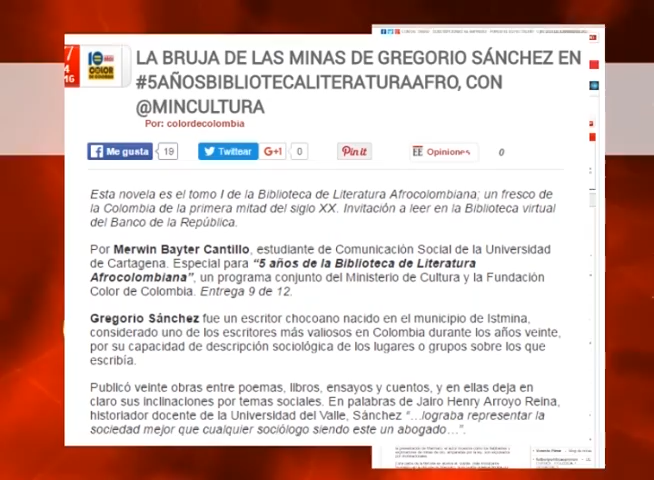 LA BRUJA DE LAS MINAS DE GREGORIO SÁNCHEZ EN
#5AÑOSBIBLIOTECALITERATURAAFRO, CON
@MINCULTURA
Por: colordecolombia
Me gusta 19 Twittear G+1 0 Pin it EE Opiniones 0
Esta novela es el tomo I de la Biblioteca de Literatura Afrocolombiana; un fresco de
la Colombia de la primera mitad del siglo XX. Invitación a leer en la Biblioteca virtual
del Banco de la República.
Por Merwin Bayter Cantillo, estudiante de Comunicación Social de la Universidad
de Cartagena. Especial para “5 años de la Biblioteca de Literatura
Afrocolombiana”, un programa conjunto del Ministerio de Cultura y la Fundación
Color de Colombia. Entrega 9 de 12.
Gregorio Sánchez fue un escritor chocoano nacido en el municipio de Istmina,
considerado uno de los escritores más valiosos en Colombia durante los años veinte,
por su capacidad de descripción sociológica de los lugares o grupos sobre los que
escribía.
Publicó veinte obras entre poemas, libros, ensayos y cuentos, y en ellas deja en
claro sus inclinaciones por temas sociales. En palabras de Jairo Henry Arroyo Reina,
historiador docente de la Universidad del Valle, Sánchez “…lograba representar la
sociedad mejor que cualquier sociólogo siendo este un abogado…”.